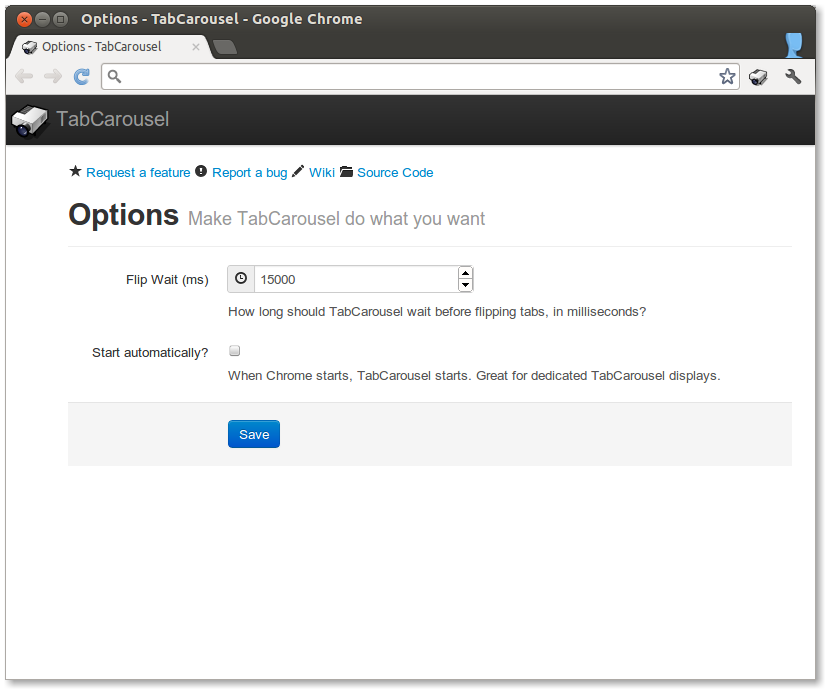 Options - TabCarousel - Google Chrome
Options - TabCarousel
TabCarousel
Request a feature Report a bug Wiki Source Code
Options Make TabCarousel do what you want
Flip Wait (ms) 15000
How long should TabCarousel wait before flipping tabs, in milliseconds?
Start automatically?
When Chrome starts, TabCarousel starts. Great for dedicated TabCarousel displays.
Save